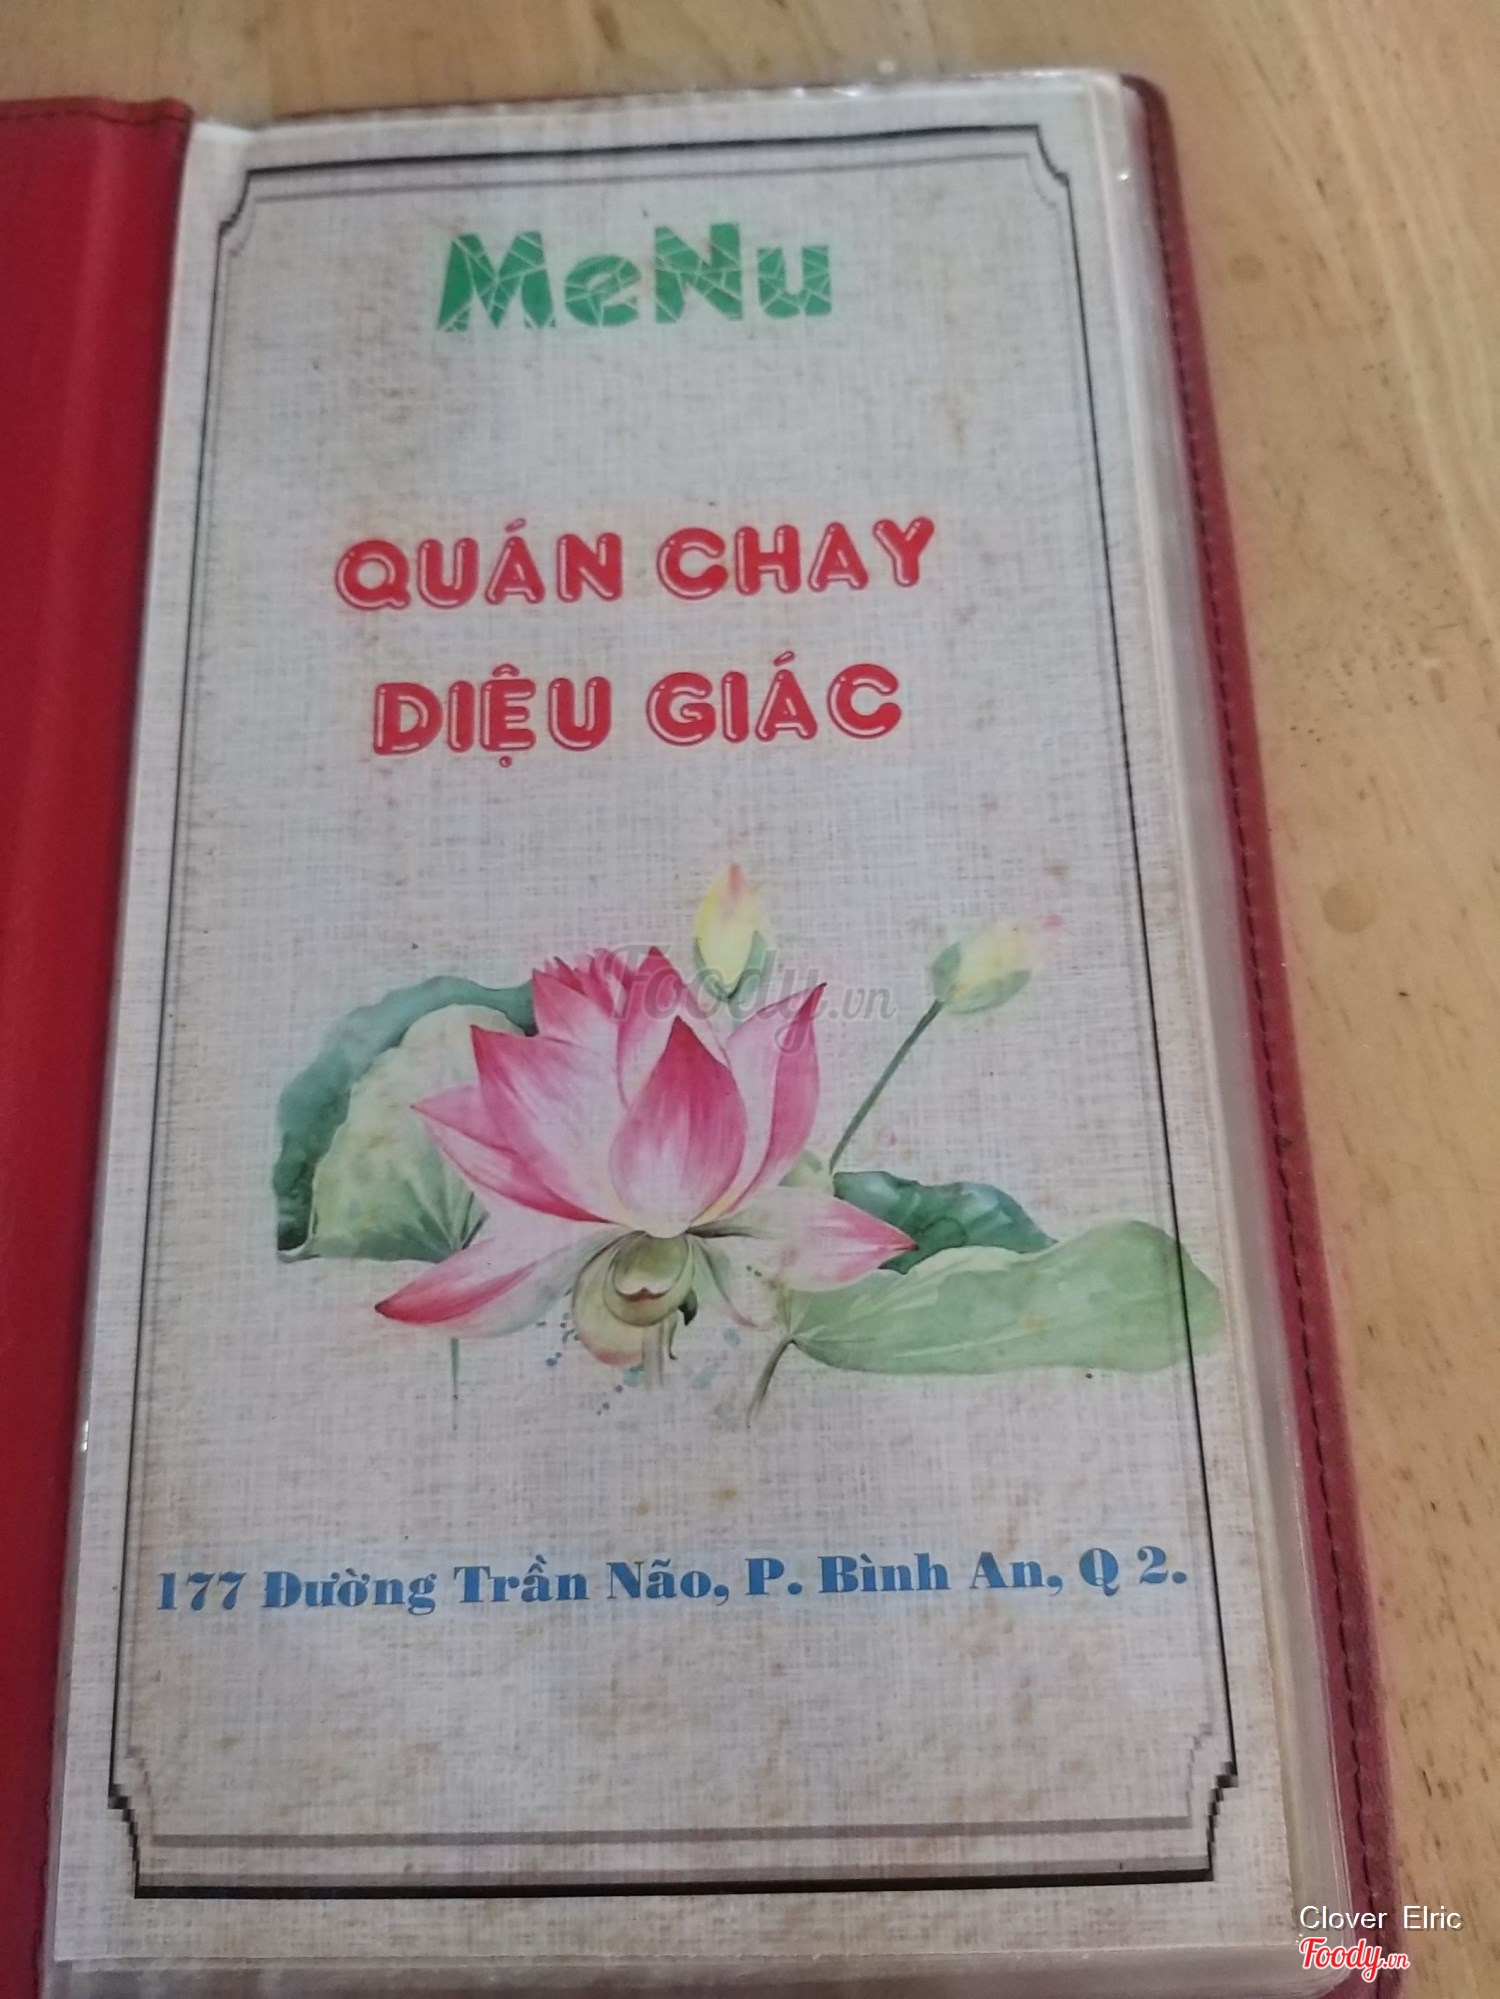 MeNu
QUÁN CHAY
DIỆU GIÁC
Foody.vn
177 Đường Trần Não, P. Bình An, Q 2.
Clover Elric
Foody.vn